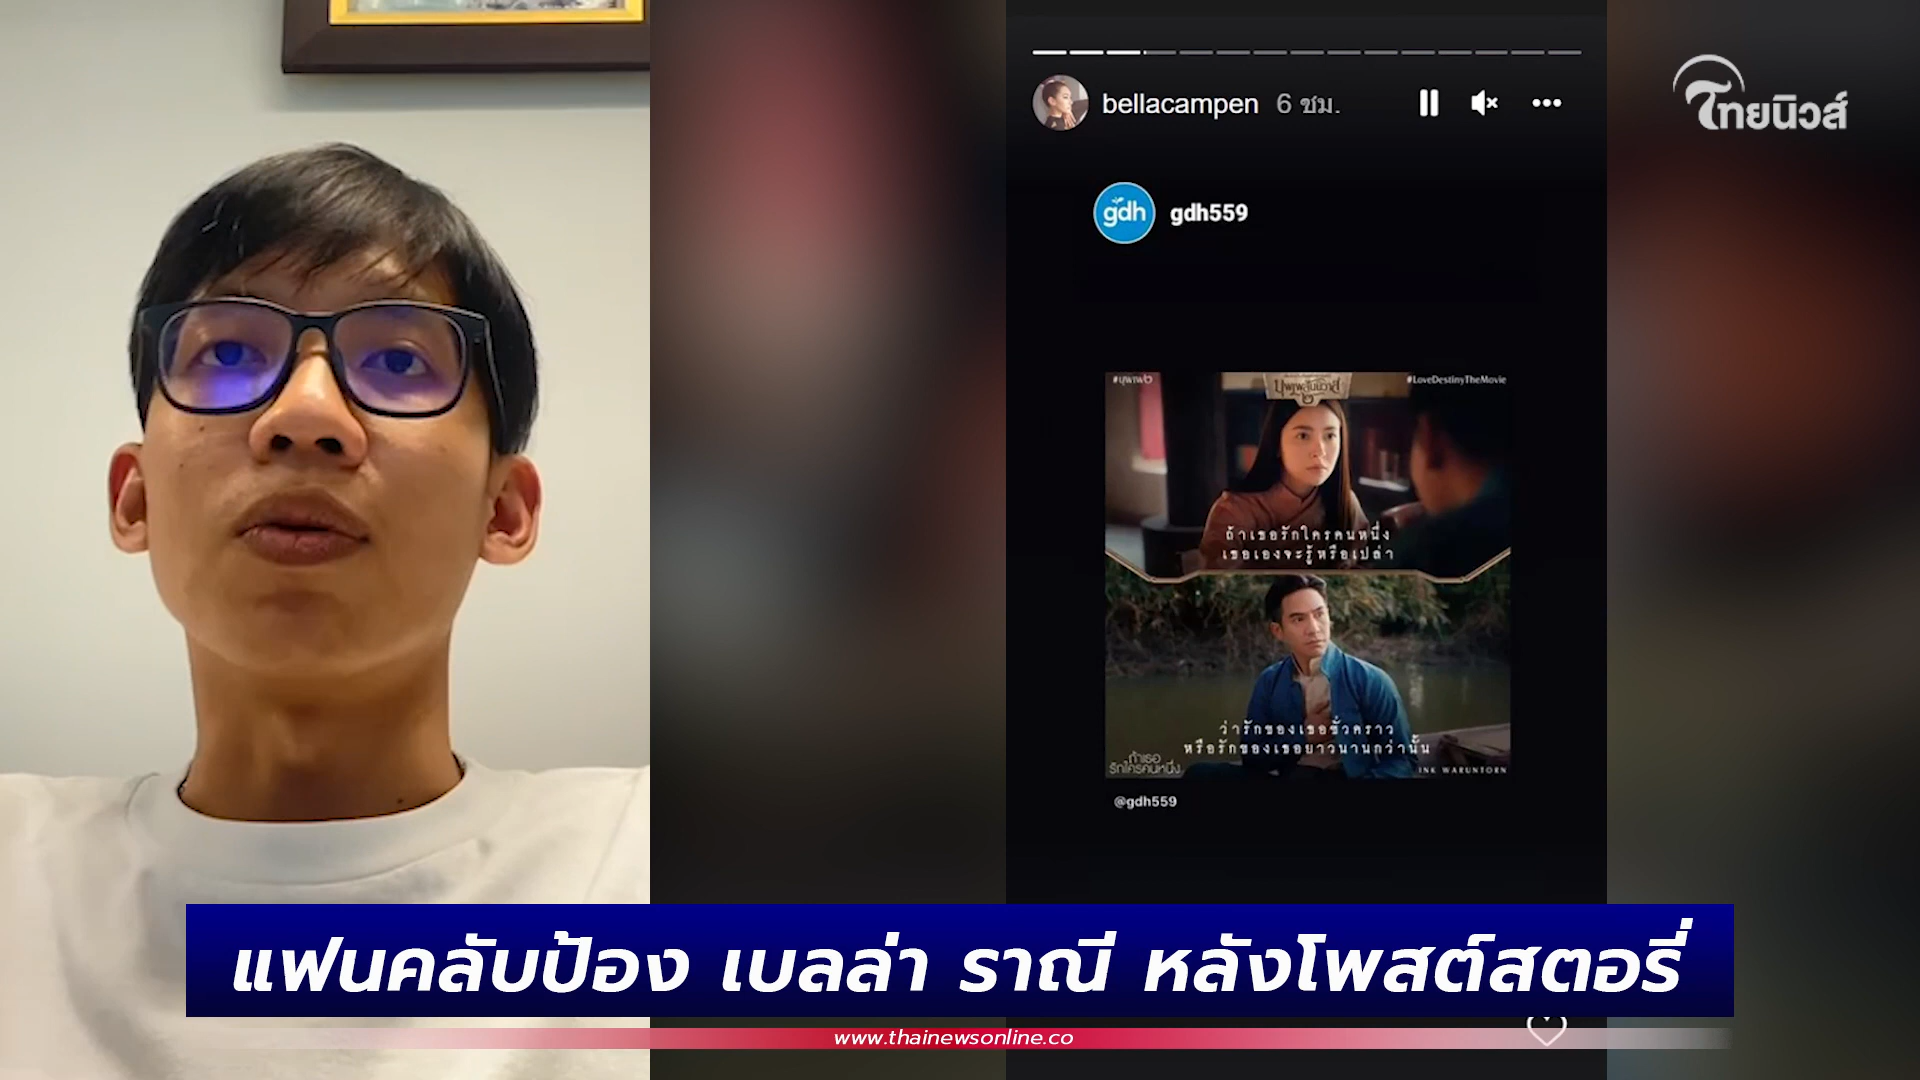 bellacampen 6 ชม.
ไทยนิวส์
gdh gdh559
#บุพเพ๒
บุพเพสันนิวาส ๒
#LoveDestinyTheMovie
ถ้าเธอรักใครคนหนึ่ง
เธอเองจะรู้หรือเปล่า
ว่ารักของเธอชั่วคราว
หรือรักของเธอยาวนานกว่านั้น
ถ้าเธอ
รักใครคนหนึ่ง
INK WARUNTORN
@gdh559
แฟนคลับป้อง เบลล่า ราณี หลังโพสต์สตอรี่
www.thainewsonline.co